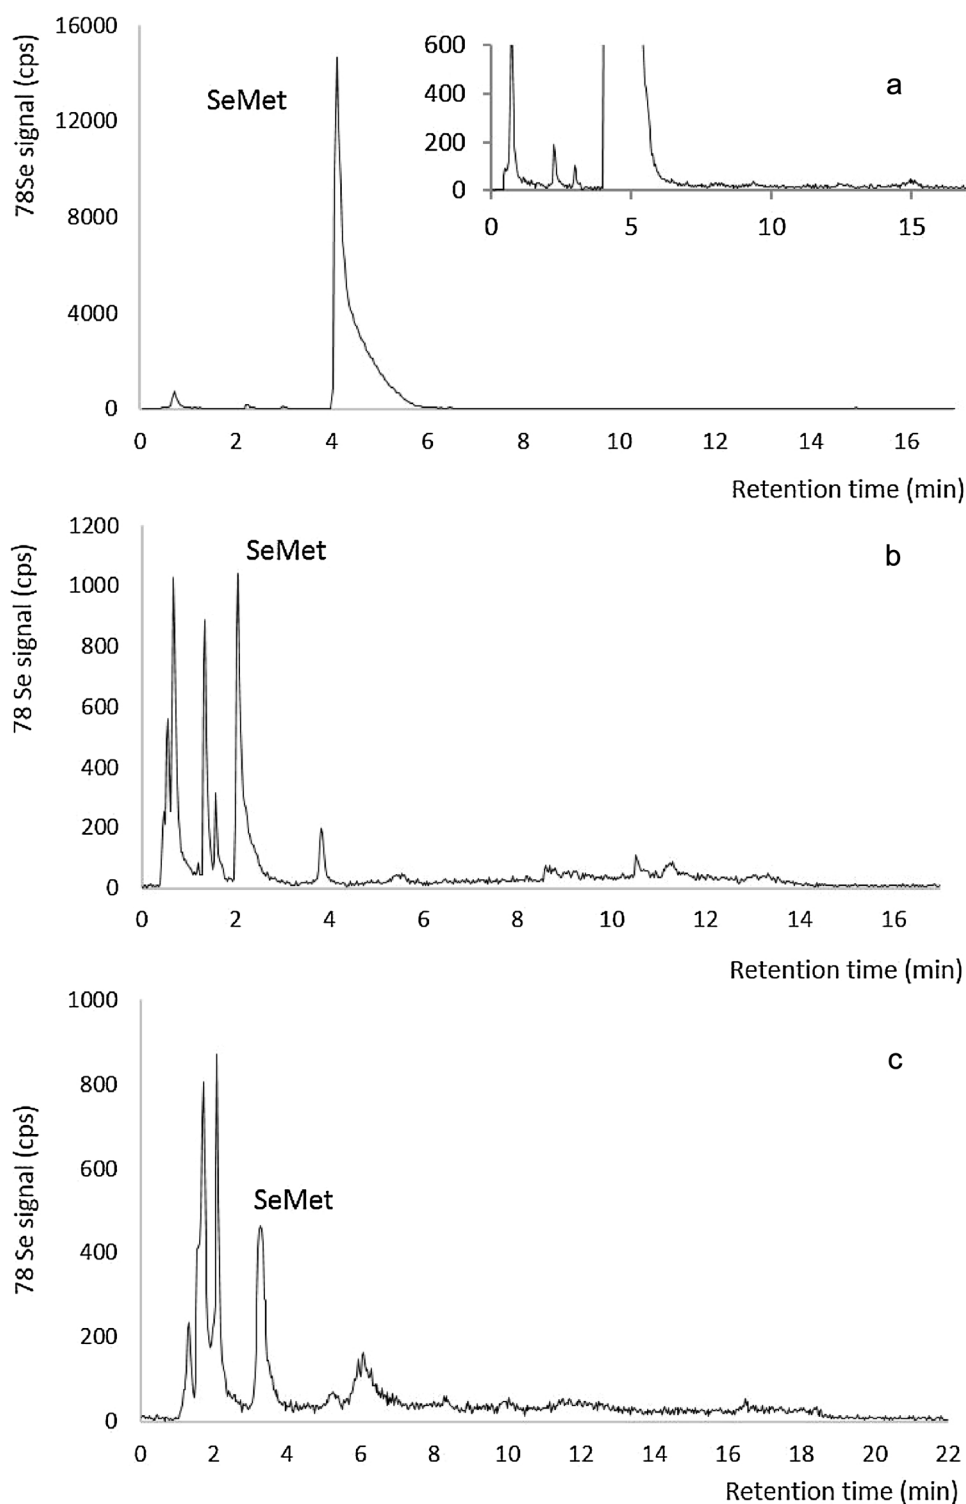 16000
12000
8000
4000
0
78Se signal (cps)
SeMet
0 2 4 6 8 10 12 14 16
Retention time (min)
600
400
200
0
a
0 5 10 15
1200
1000
800
600
400
200
0
78 Se signal (cps)
SeMet
b
0 2 4 6 8 10 12 14 16
Retention time (min)
1000
800
600
400
200
0
78 Se signal (cps)
SeMet
c
0 2 4 6 8 10 12 14 16 18 20 22
Retention time (min)